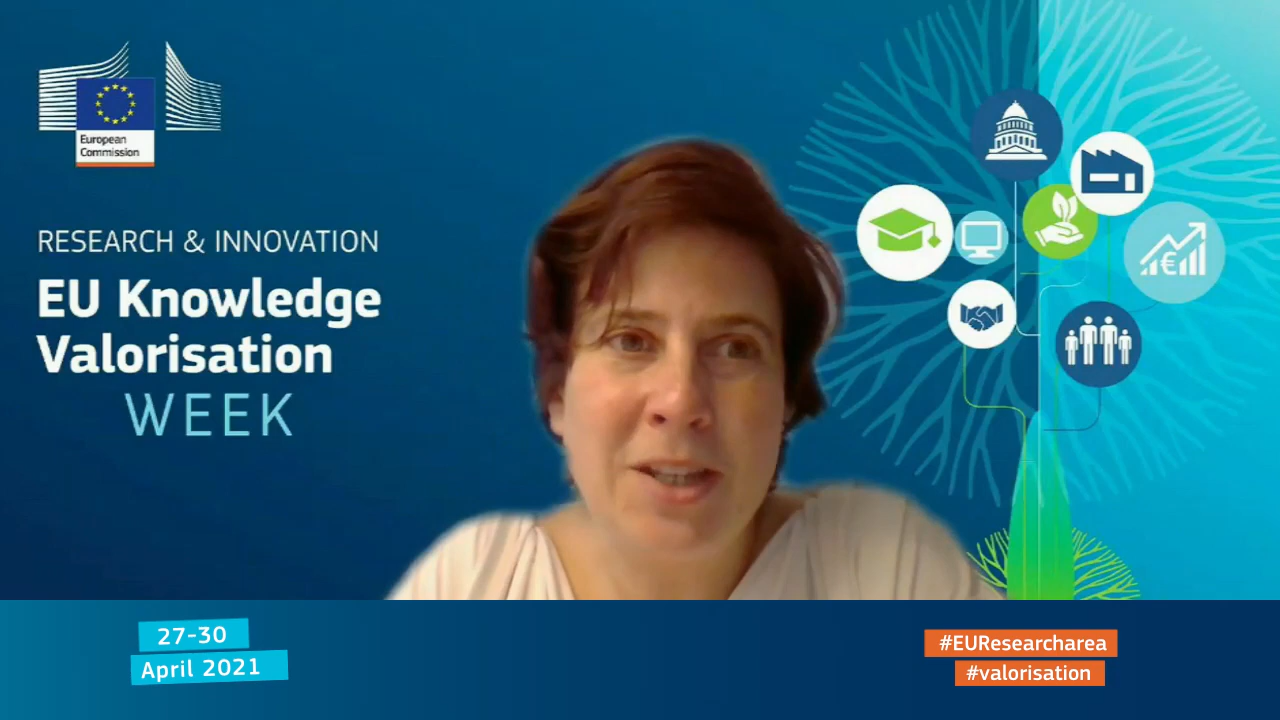 European
Commission
RESEARCH & INNOVATION
EU Knowledge
Valorisation
WEEK
€
27-30
April 2021
#EUResearcharea
#valorisation